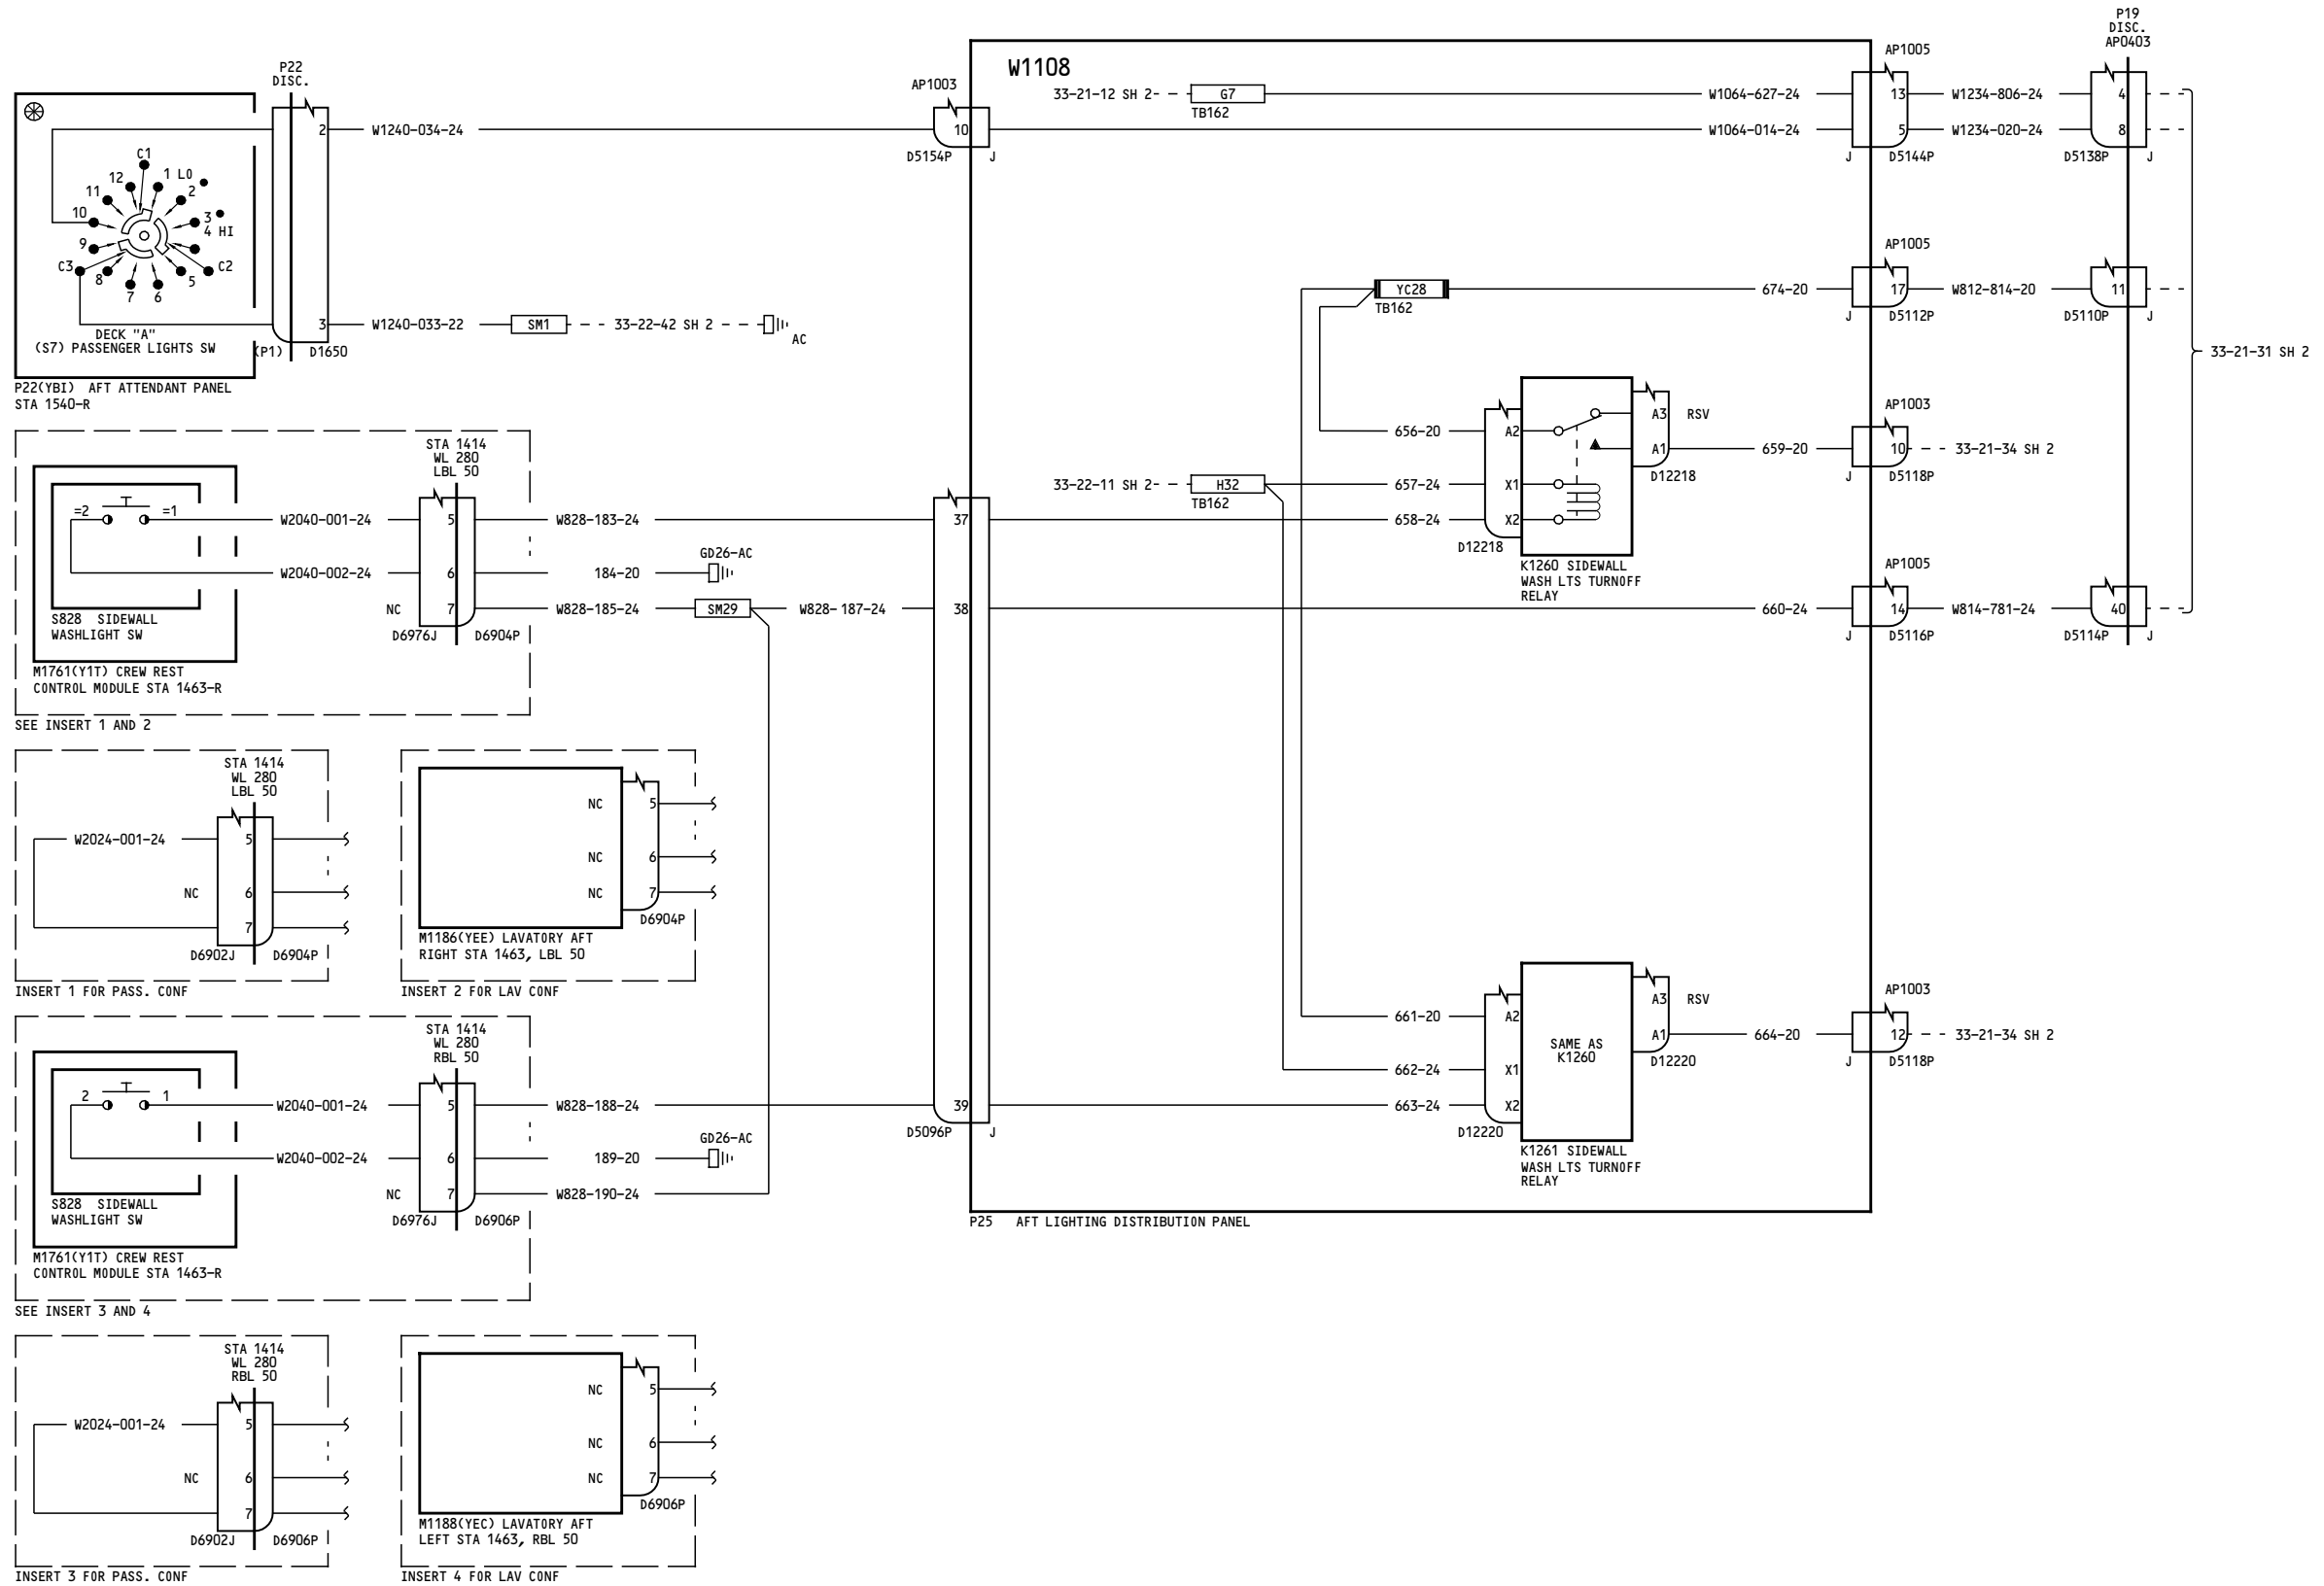 P22
DISC.
2
W1240-034-24
C1
12
1 LO
11
2
10
3
4 HI
9
C3
C2
8
5
7
6
DECK "A"
(S7) PASSENGER LIGHTS SW
3
W1240-033-22
SM1
33-22-42 SH 2
AC
(P1)
D1650
P22(YBI) AFT ATTENDANT PANEL
STA 1540-R
AP1003
10
D5154P
J
W1108
33-21-12 SH 2
G7
TB162
W1064-627-24
W1064-014-24
AP1005
13
5
J
D5144P
W1234-806-24
W1234-020-24
P19
DISC.
AP0403
4
8
D5138P
J
YC28
TB162
674-20
AP1005
17
J
D5112P
W812-814-20
11
D5110P
J
33-21-31 SH 2
656-20
A2
A3
RSV
A1
D12218
659-20
AP1003
10
J
D5118P
33-21-34 SH 2
33-22-11 SH 2
H32
TB162
657-24
X1
658-24
X2
D12218
K1260 SIDEWALL
WASH LTS TURNOFF
RELAY
660-24
AP1005
14
J
D5116P
W814-781-24
40
D5114P
J
STA 1414
WL 280
LBL 50
=2
=1
W2040-001-24
5
W828-183-24
37
W2040-002-24
6
184-20
GD26-AC
NC
7
W828-185-24
SM29
W828-187-24
38
D6976J
D6904P
S828 SIDEWALL
WASHLIGHT SW
M1761(Y1T) CREW REST
CONTROL MODULE STA 1463-R
SEE INSERT 1 AND 2
STA 1414
WL 280
LBL 50
W2024-001-24
5
NC
6
7
D6902J
D6904P
INSERT 1 FOR PASS. CONF
NC
5
NC
6
NC
7
D6904P
M1186(YEE) LAVATORY AFT
RIGHT STA 1463, LBL 50
INSERT 2 FOR LAV CONF
STA 1414
WL 280
RBL 50
2
1
W2040-001-24
5
W828-188-24
39
D5096P
J
W2040-002-24
6
189-20
GD26-AC
NC
7
W828-190-24
D6976J
D6906P
S828 SIDEWALL
WASHLIGHT SW
M1761(Y1T) CREW REST
CONTROL MODULE STA 1463-R
SEE INSERT 3 AND 4
661-20
A2
662-24
X1
663-24
X2
D12220
SAME AS
K1260
A3
RSV
A1
D12220
664-20
AP1003
12
J
D5118P
33-21-34 SH 2
K1261 SIDEWALL
WASH LTS TURNOFF
RELAY
P25 AFT LIGHTING DISTRIBUTION PANEL
STA 1414
WL 280
RBL 50
W2024-001-24
5
NC
6
7
D6902J
D6906P
INSERT 3 FOR PASS. CONF
NC
5
NC
6
NC
7
D6906P
M1188(YEC) LAVATORY AFT
LEFT STA 1463, RBL 50
INSERT 4 FOR LAV CONF